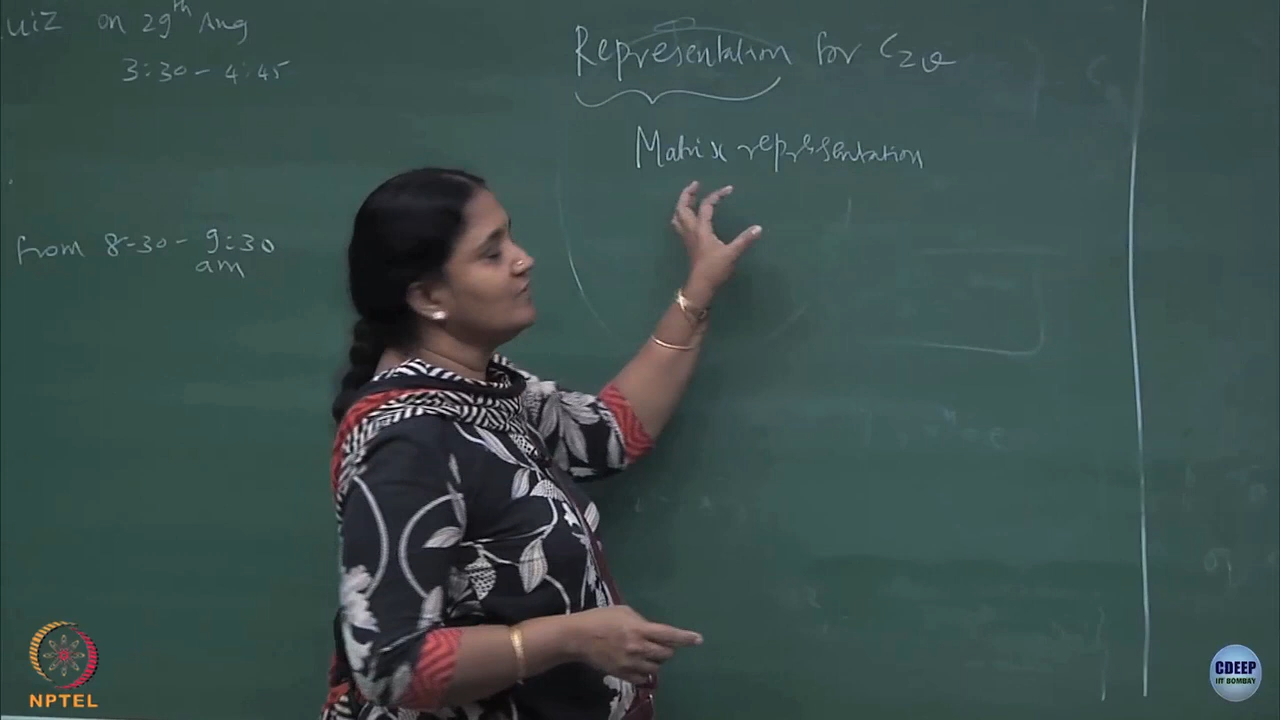 UIZ on 29th Aug
3:30 - 4:45
from 8-30 - 9:30
am
Representation for C2v
Matrix representation
NPTEL
CDEEP
IIT BOMBAY